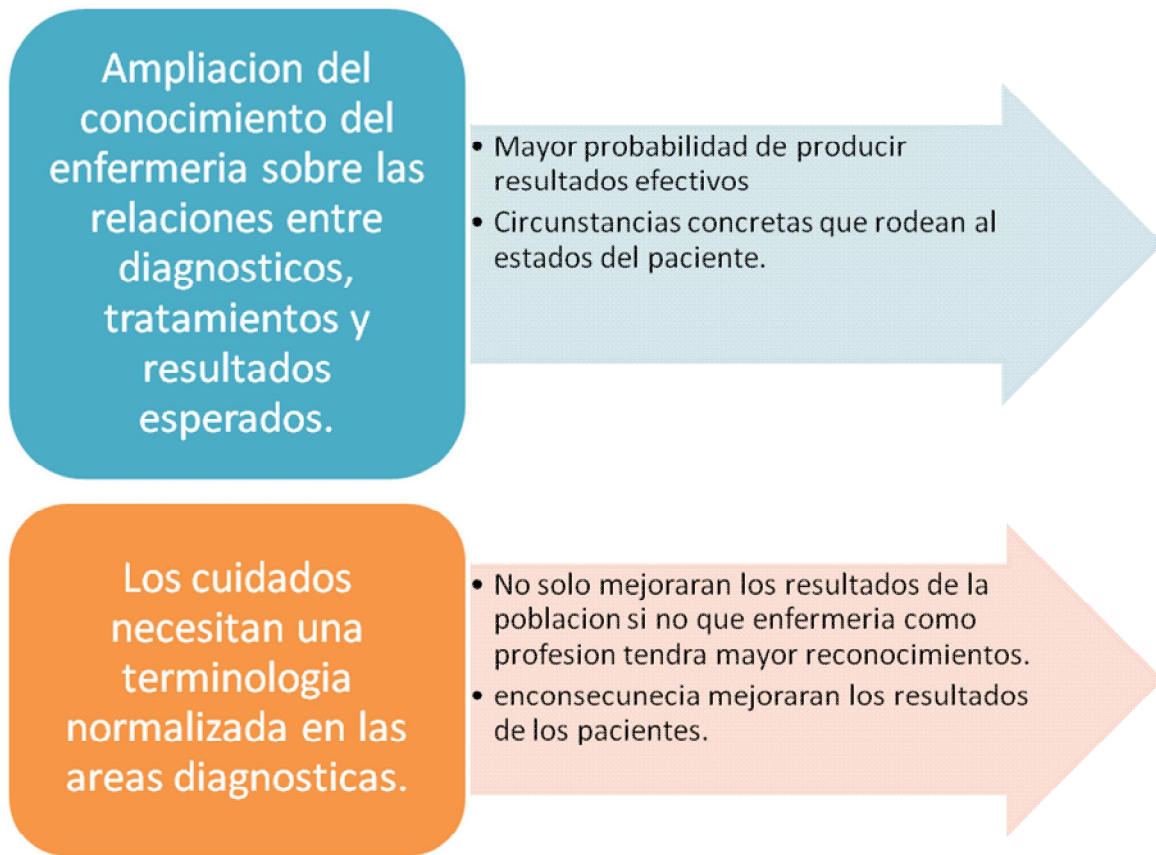 Ampliacion del
conocimiento del
enfermeria sobre las
relaciones entre
diagnosticos,
tratamientos y
resultados
esperados.
• Mayor probabilidad de producir
resultados efectivos
• Circunstancias concretas que rodean al
estados del paciente.
Los cuidados
necesitan una
terminologia
normalizada en las
areas diagnosticas.
• No solo mejoraran los resultados de la
poblacion si no que enfermeria como
profesion tendra mayor reconocimientos.
• enconsecunecia mejoraran los resultados
de los pacientes.